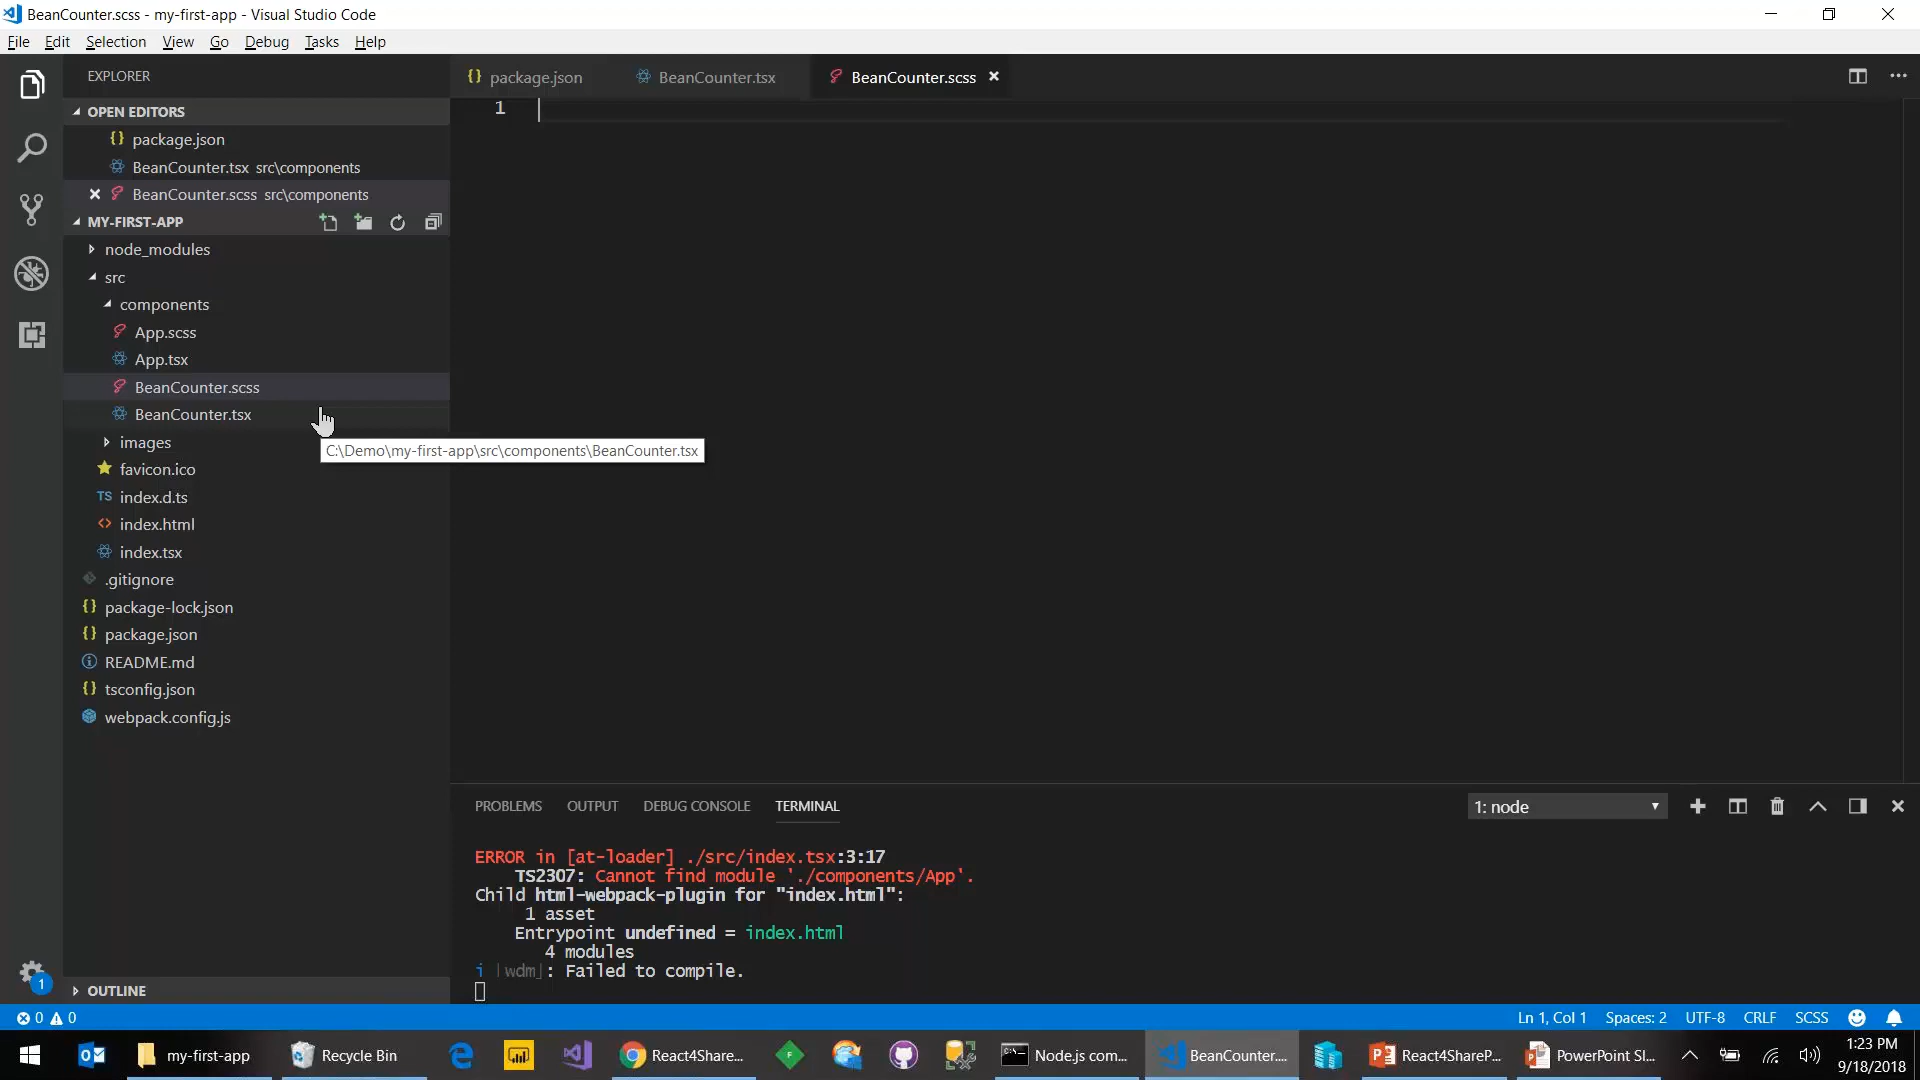 BeanCounter.scss - my-first-app - Visual Studio Code
File Edit Selection View Go Debug Tasks Help
EXPLORER
OPEN EDITORS
package.json
BeanCounter.tsx src\components
BeanCounter.scss src\components
MY-FIRST-APP
node_modules
src
components
App.scss
App.tsx
BeanCounter.scss
BeanCounter.tsx
images
favicon.ico
TS index.d.ts
index.html
index.tsx
.gitignore
package-lock.json
package.json
README.md
tsconfig.json
webpack.config.js
OUTLINE
package.json BeanCounter.tsx BeanCounter.scss
1
C:\Demo\my-first-app\src\components\BeanCounter.tsx
PROBLEMS OUTPUT DEBUG CONSOLE TERMINAL
1: node
ERROR in [at-loader] ./src/index.tsx:3:17
TS2307: Cannot find module './components/App'.
Child html-webpack-plugin for "index.html":
1 asset
Entrypoint undefined = index.html
4 modules
i |wdm|: Failed to compile.
1
0 0
Ln 1, Col 1 Spaces: 2 UTF-8 CRLF SCSS
my-first-app Recycle Bin React4Share... Node.js com... BeanCounter.... React4ShareP... PowerPoint Sl...
1:23 PM
9/18/2018